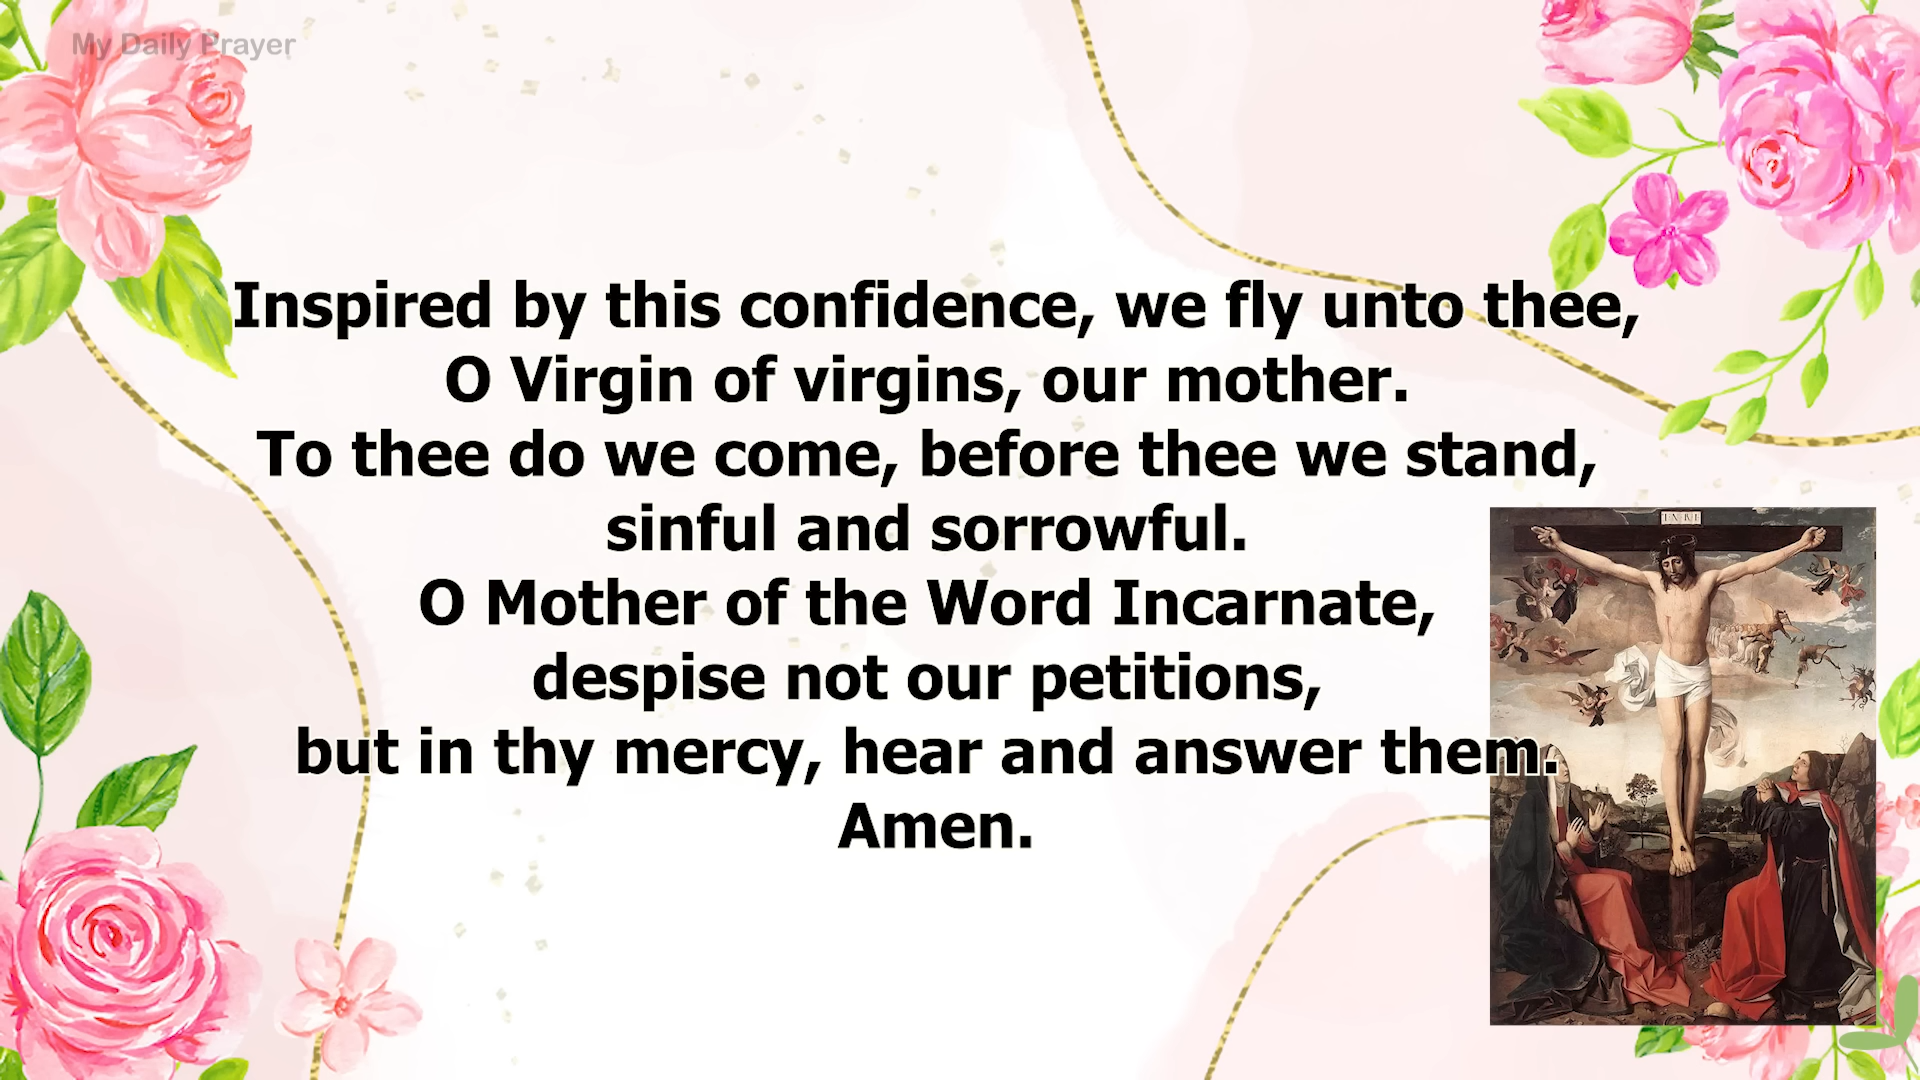 My Daily Prayer
Inspired by this confidence, we fly unto thee,
O Virgin of virgins, our mother.
To thee do we come, before thee we stand,
sinful and sorrowful.
O Mother of the Word Incarnate,
despise not our petitions,
but in thy mercy, hear and answer them.
Amen.
INRI